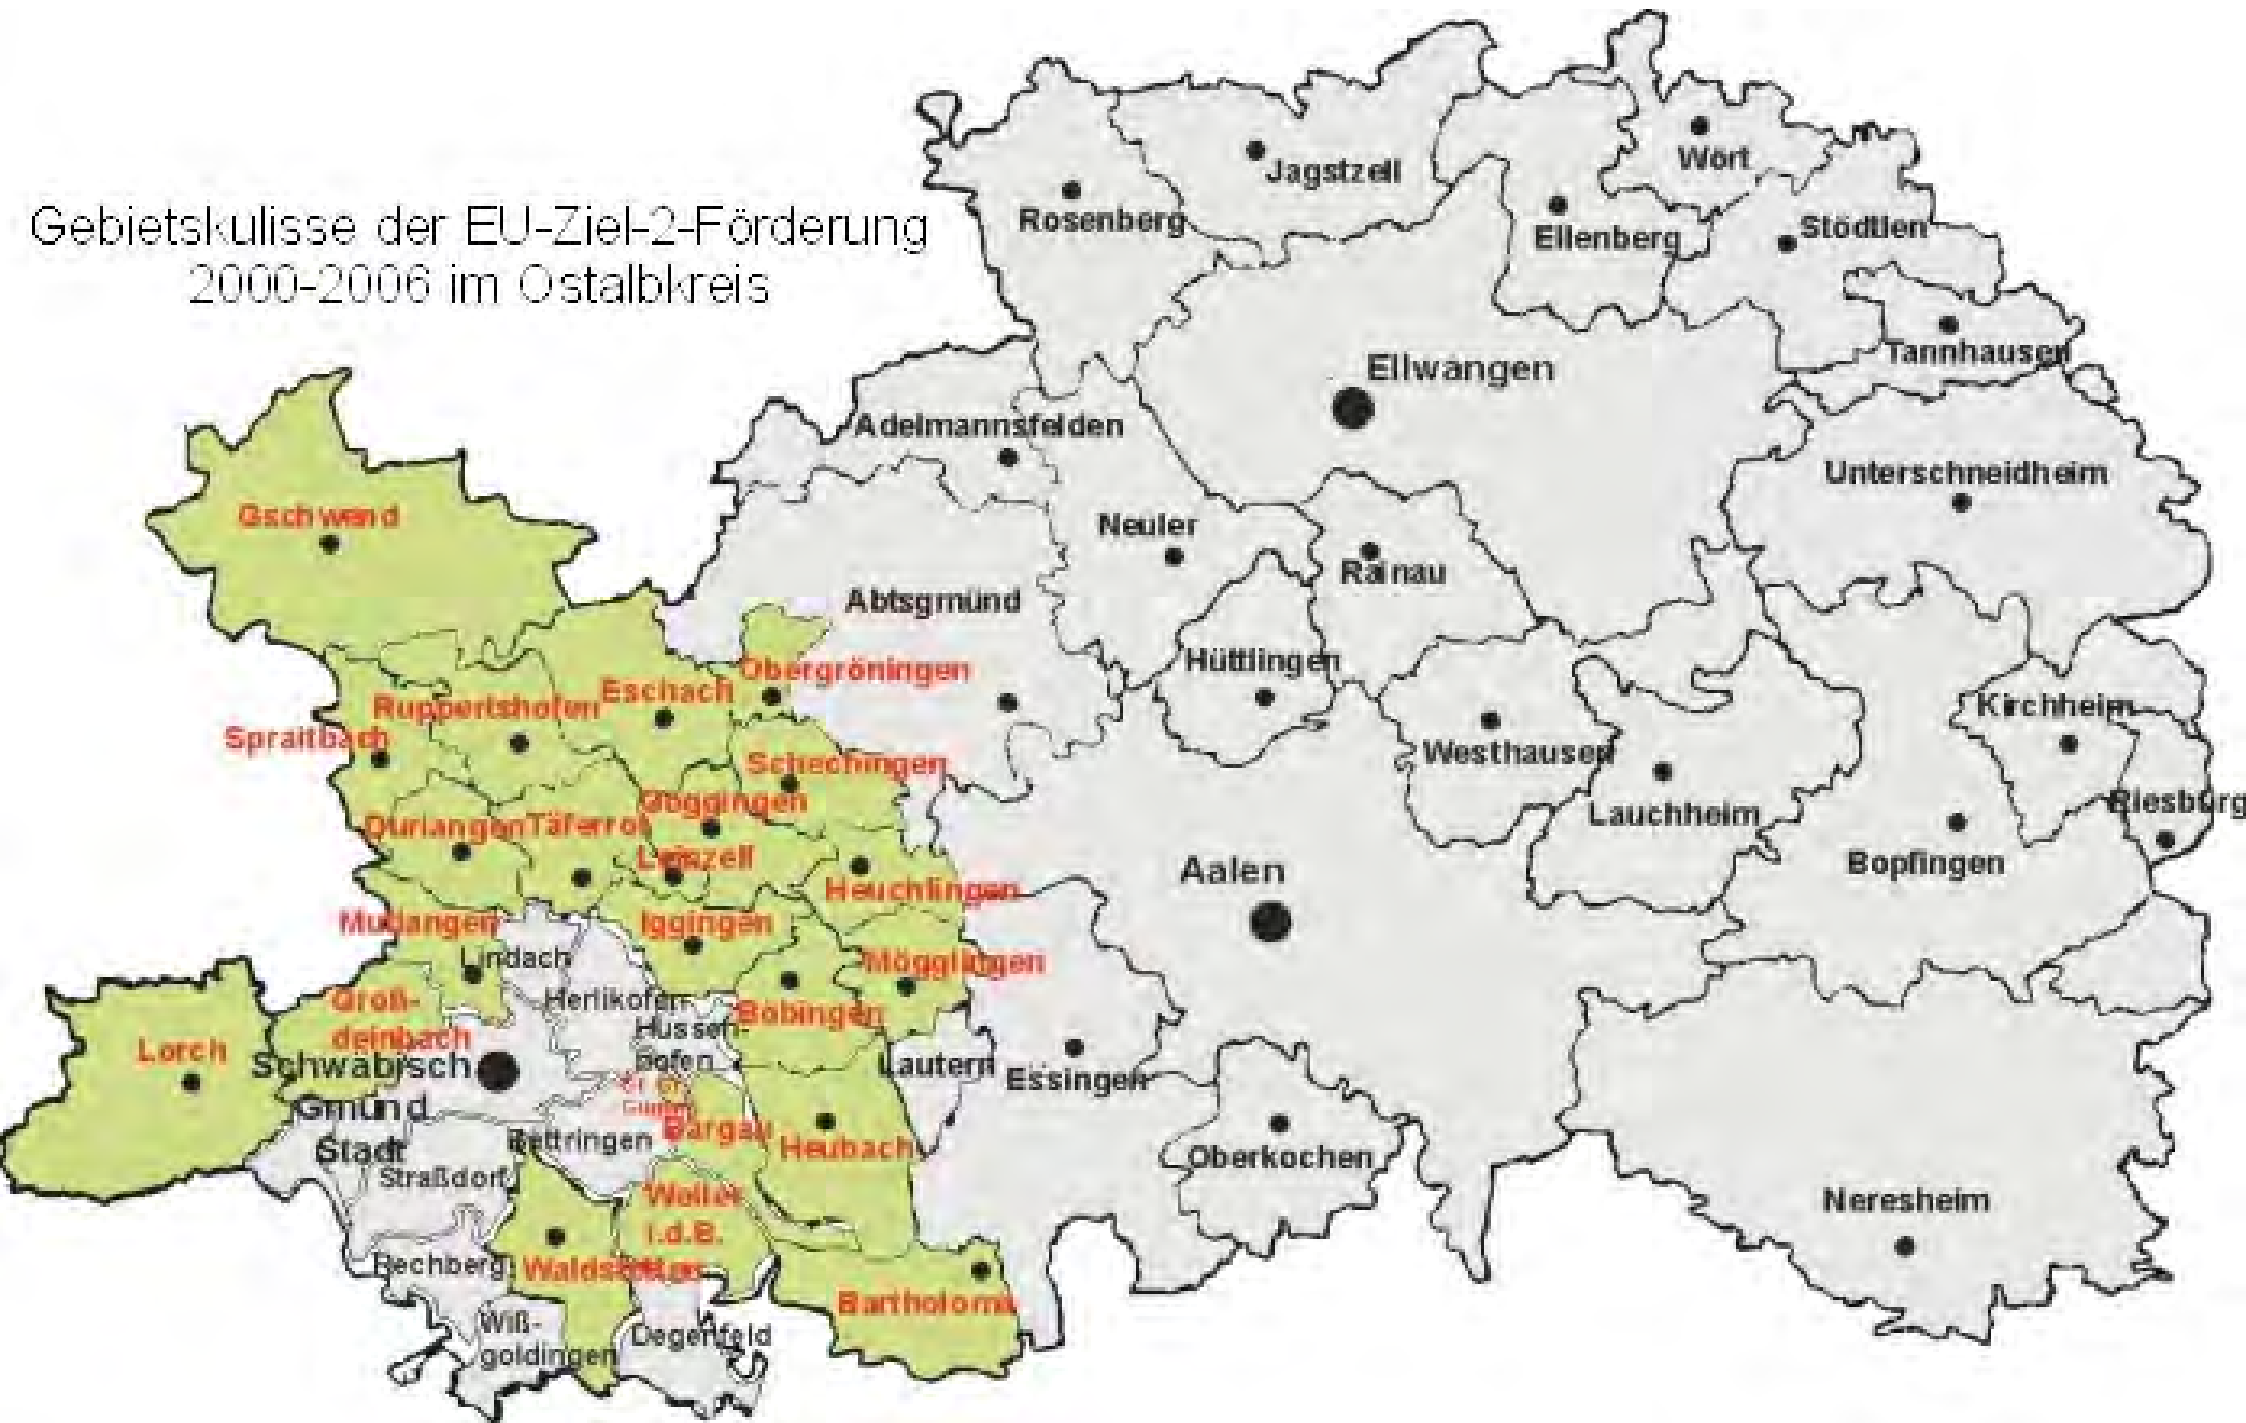 Gebietskulisse der EU-Ziel-2-Förderung
2000-2006 im Ostalbkreis
Wört
Jagstzell
Rosenberg
Ellenberg
Stödtlen
Tannhausen
Ellwangen
Adelmannsfelden
Unterschneidheim
Gschwend
Neuler
Rainau
Abtsgmünd
Hüttlingen
Obergröningen
Eschach
Ruppertshofen
Kirchheim
Spraitbach
Westhausen
Schechingen
Göggingen
Riesbürg
Lauchheim
Durlangen
Täferrot
Leinzell
Bopfingen
Aalen
Heuchlingen
Mutlangen
Iggingen
Lindach
Mögglingen
Herlikofen
Groß-
deinbach
Böbingen
Hussen-
hofen
Lorch
Schwäbisch
Gmünd
Stadt
Lautern
Essingen
Bargau
Bettringen
Heubach
Oberkochen
Straßdorf
Weiler
i.d.B.
Neresheim
Rechberg
Waldstetten
Bartholomä
Wiß-
goldingen
Degenfeld